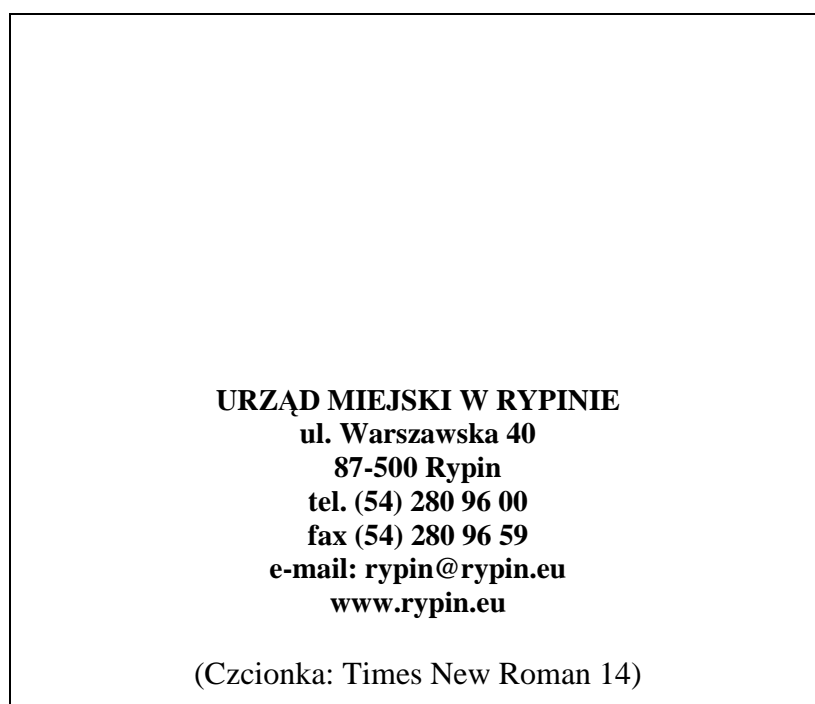 URZĄD MIEJSKI W RYPINIE
ul. Warszawska 40
87-500 Rypin
tel. (54) 280 96 00
fax (54) 280 96 59
e-mail: rypin@rypin.eu
www.rypin.eu
(Czcionka: Times New Roman 14)